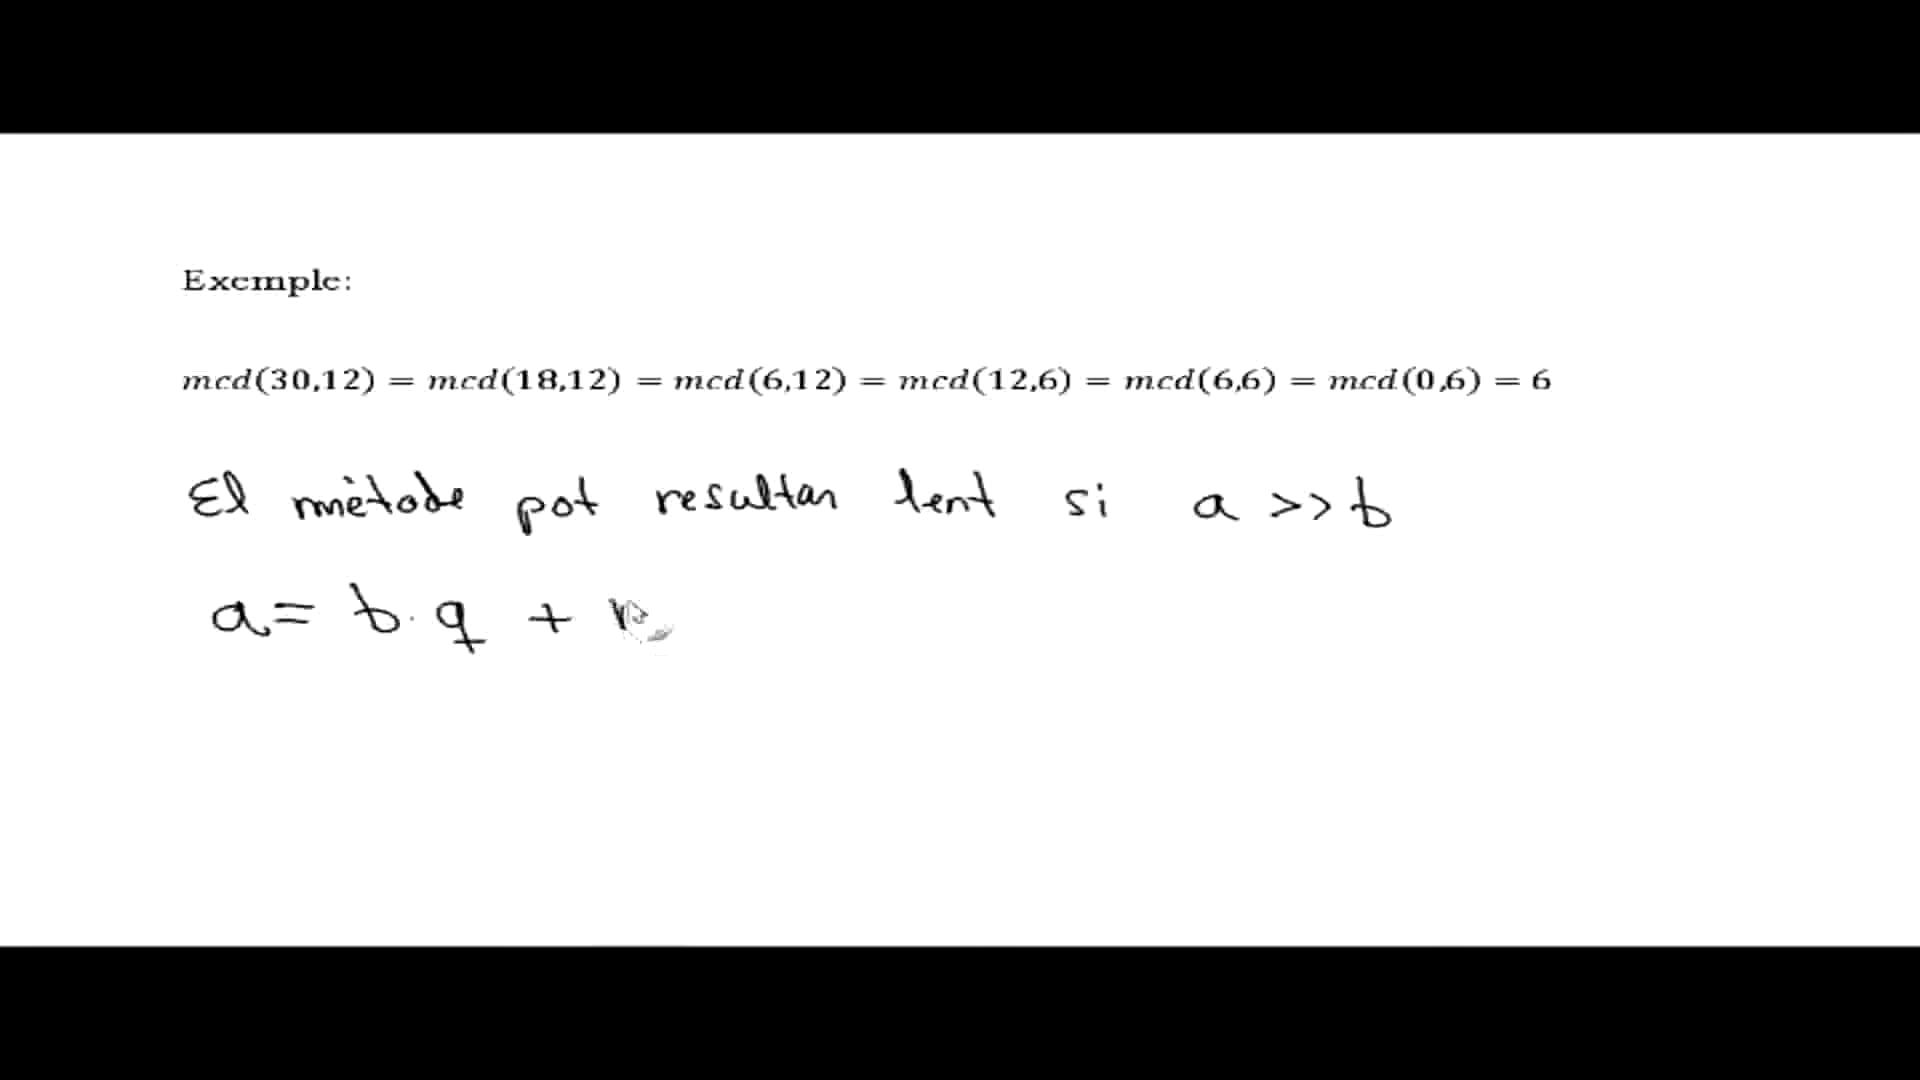 Exemple:
mcd(30,12) = mcd(18,12) = mcd(6,12) = mcd(12,6) = mcd(6,6) = mcd(0,6) = 6
El mètode pot resultar lent si a >> b
a = b·q + r